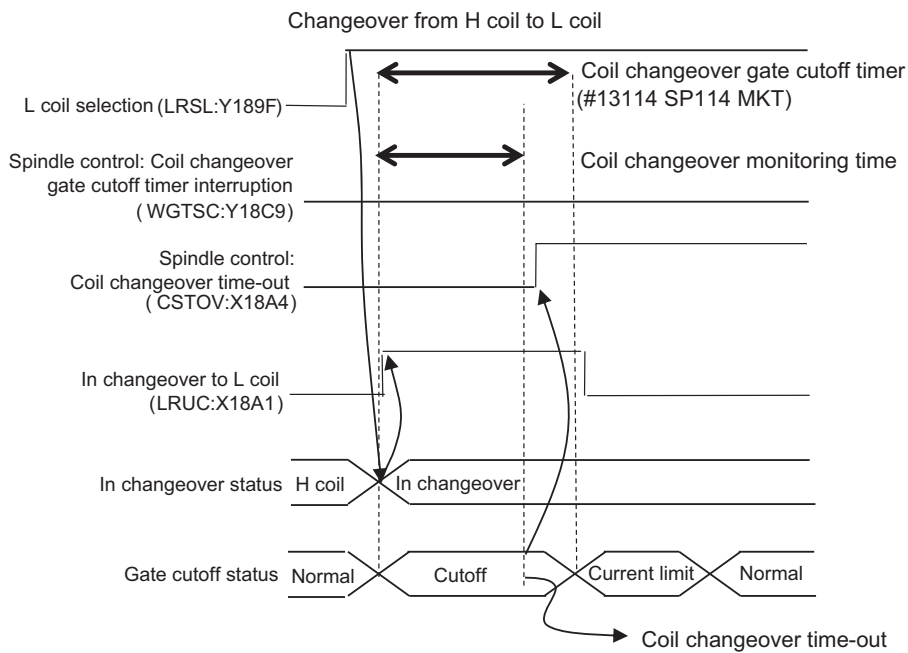 Changeover from H coil to L coil
Coil changeover gate cutoff timer
(#13114 SP114 MKT)
L coil selection (LRSL:Y189F)
Spindle control: Coil changeover
gate cutoff timer interruption
( WGTSC:Y18C9)
Coil changeover monitoring time
Spindle control:
Coil changeover time-out
( CSTOV:X18A4)
In changeover to L coil
(LRUC:X18A1)
In changeover status H coil In changeover
Gate cutoff status Normal Cutoff Current limit Normal
Coil changeover time-out